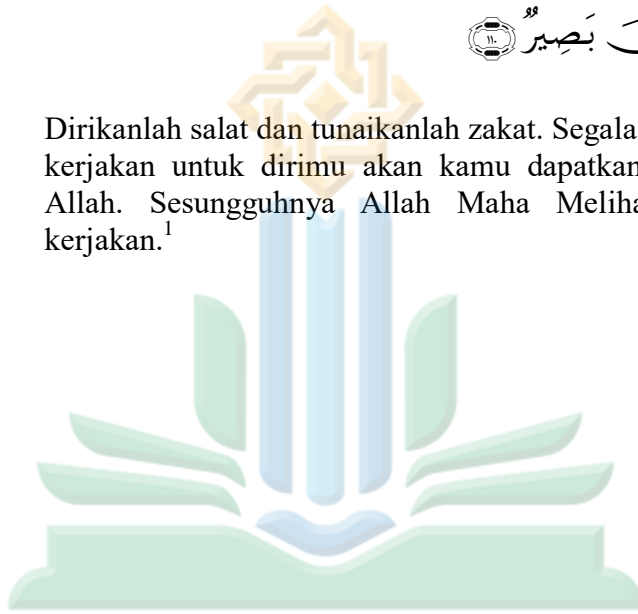 بَصِيرٌ ۝١١٠
Dirikanlah salat dan tunaikanlah zakat. Segala
kerjakan untuk dirimu akan kamu dapatkan
Allah. Sesungguhnya Allah Maha Meliha
kerjakan.¹